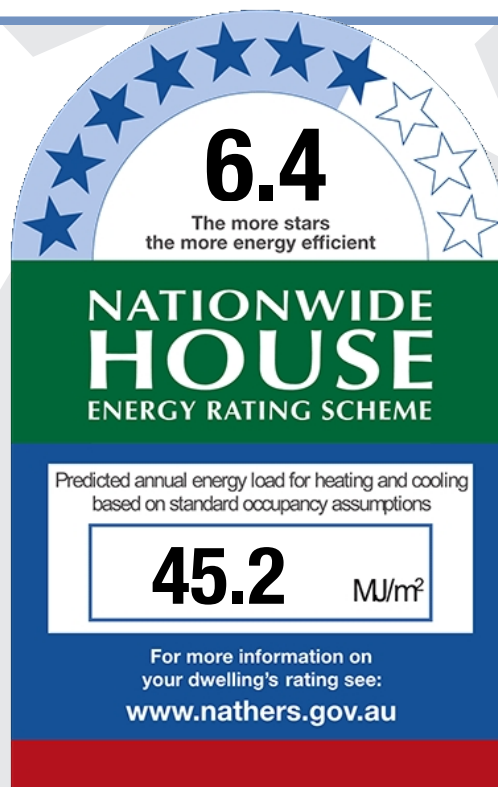 6.4
The more stars
the more energy efficient
NATIONWIDE
HOUSE
ENERGY RATING SCHEME
Predicted annual energy load for heating and cooling
based on standard occupancy assumptions
45.2 MJ/m²
For more information on
your dwelling's rating see:
www.nathers.gov.au